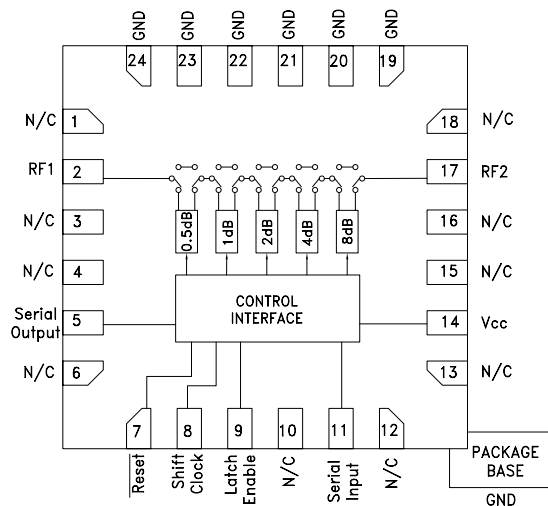 GND
GND
GND
GND
GND
GND
24
23
22
21
20
19
N/C
1
18
N/C
RF1
2
17
RF2
N/C
3
0.5dB
1dB
2dB
4dB
8dB
16
N/C
N/C
4
15
N/C
Serial
Output
5
CONTROL
INTERFACE
14
Vcc
N/C
6
13
N/C
7
8
9
10
11
12
Reset
Shift
Clock
Latch
Enable
N/C
Serial
Input
N/C
PACKAGE
BASE
GND